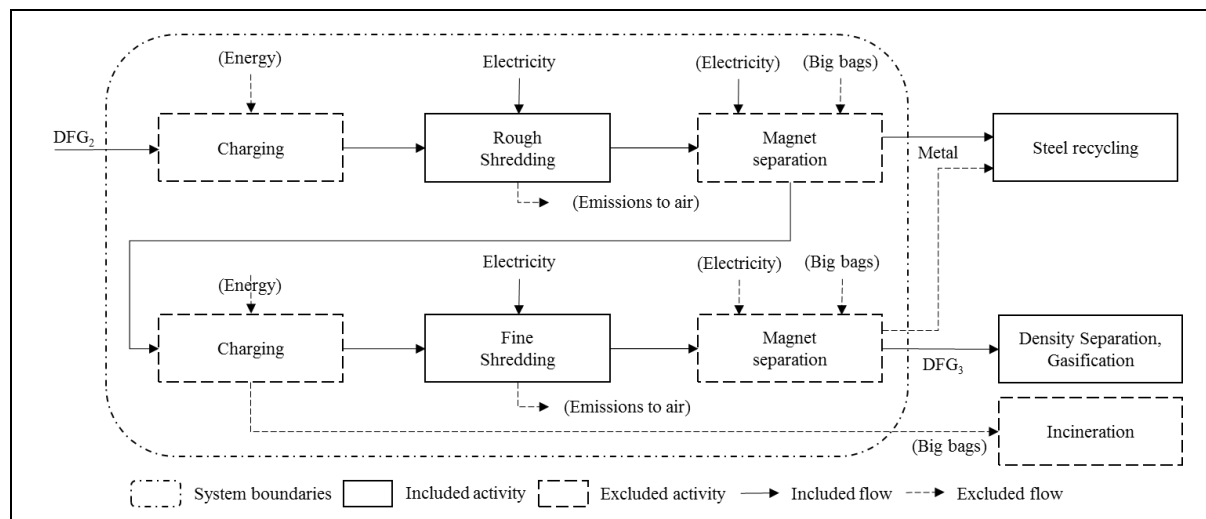 (Energy)
Electricity
(Electricity)
(Big bags)
DFG₂
Charging
Rough
Shredding
Magnet
separation
Metal
Steel recycling
(Emissions to air)
(Energy)
Electricity
(Electricity)
(Big bags)
Charging
Fine
Shredding
Magnet
separation
DFG₃
Density Separation,
Gasification
(Emissions to air)
(Big bags)
Incineration
System boundaries
Included activity
Excluded activity
Included flow
Excluded flow